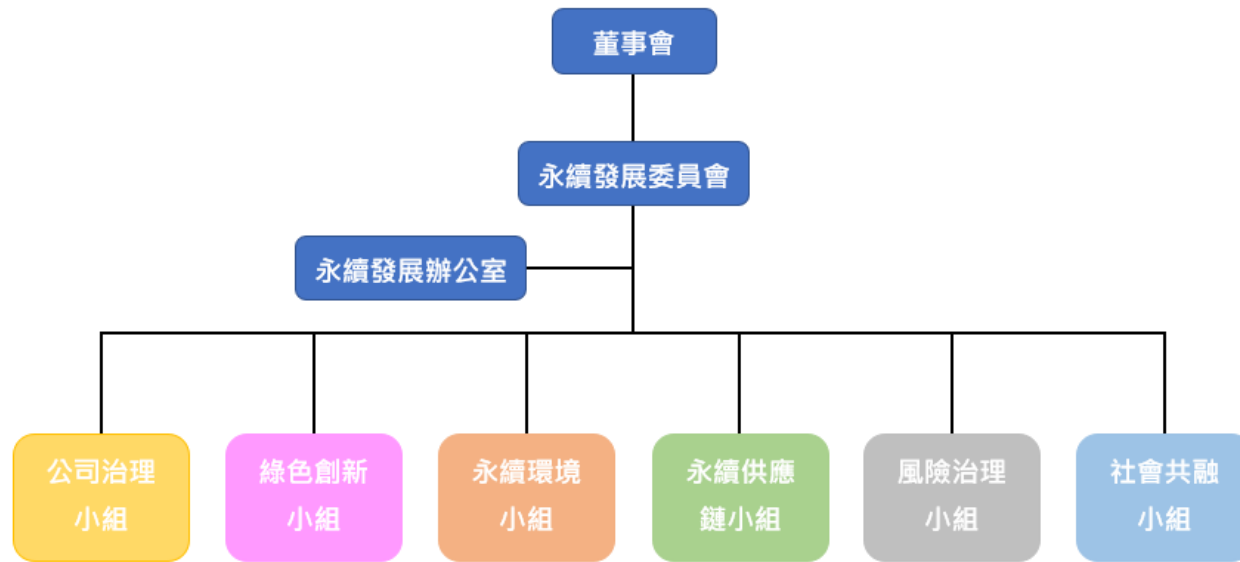 董事會
永續發展委員會
永續發展辦公室
公司治理
小組
綠色創新
小組
永續環境
小組
永續供應
鏈小組
風險治理
小組
社會共融
小組